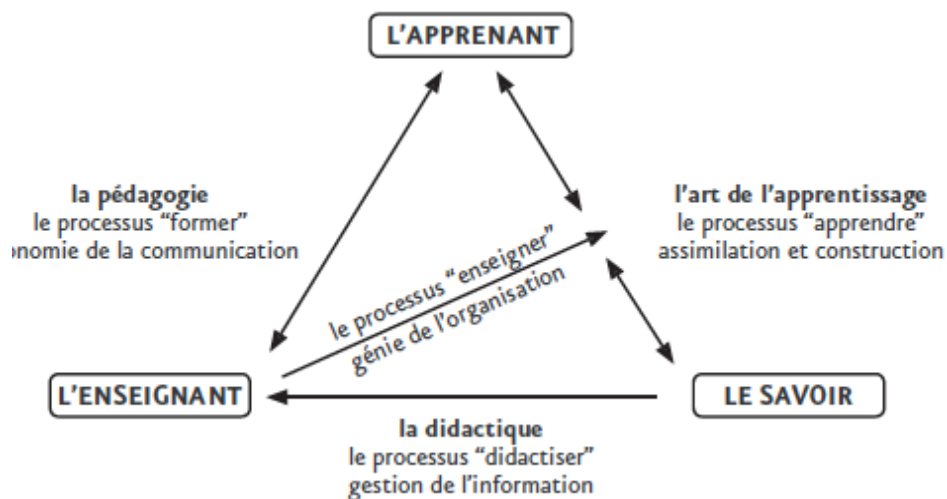 L'APPRENANT
la pédagogie
le processus “former”
onomie de la communication
l'art de l'apprentissage
le processus “apprendre”
assimilation et construction
le processus “enseigner”
génie de l'organisation
L'ENSEIGNANT
LE SAVOIR
la didactique
le processus “didactiser”
gestion de l'information